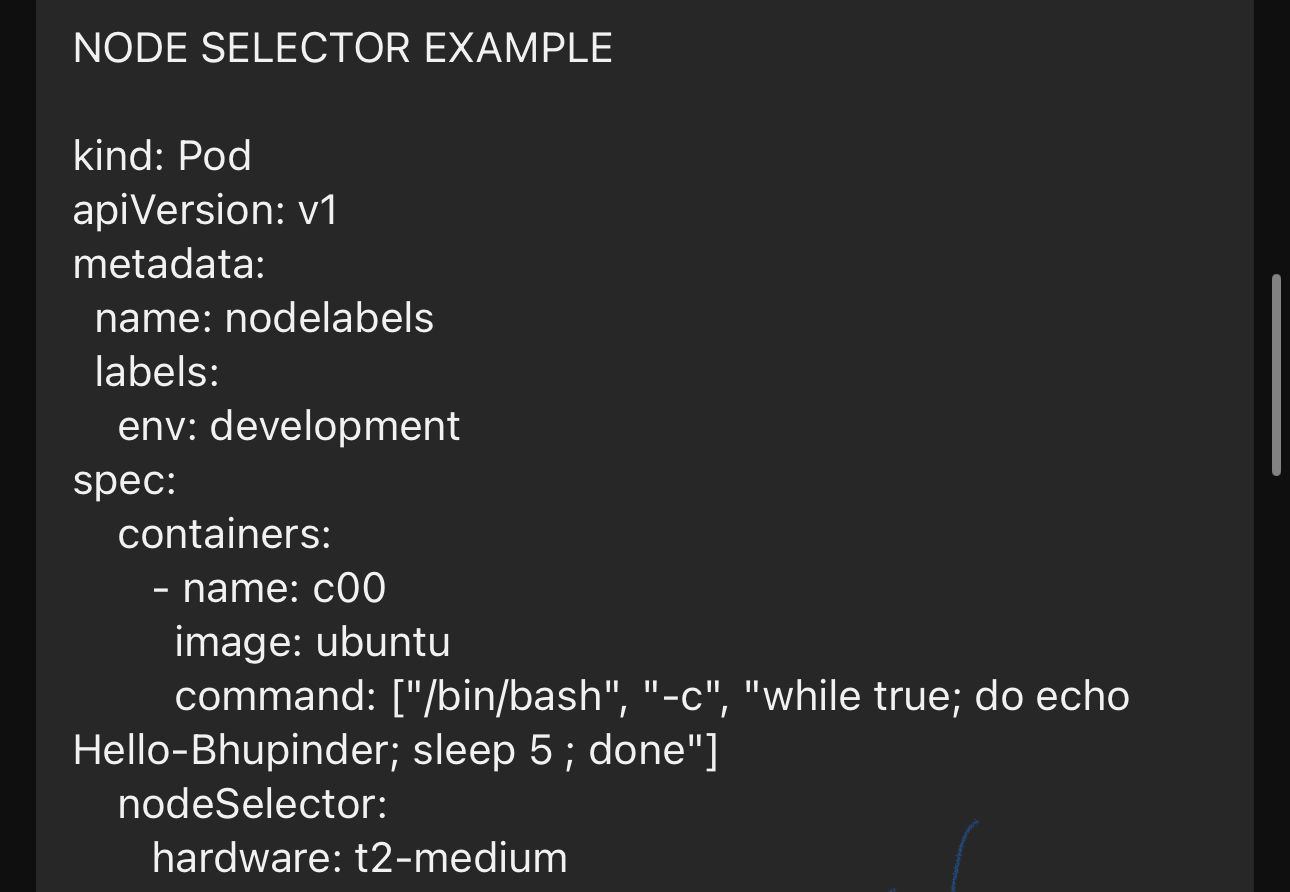 NODE SELECTOR EXAMPLE
kind: Pod
apiVersion: v1
metadata:
  name: nodelabels
  labels:
    env: development
spec:
    containers:
       - name: c00
         image: ubuntu
         command: ["/bin/bash", "-c", "while true; do echo
Hello-Bhupinder; sleep 5 ; done"]
    nodeSelector:
       hardware: t2-medium